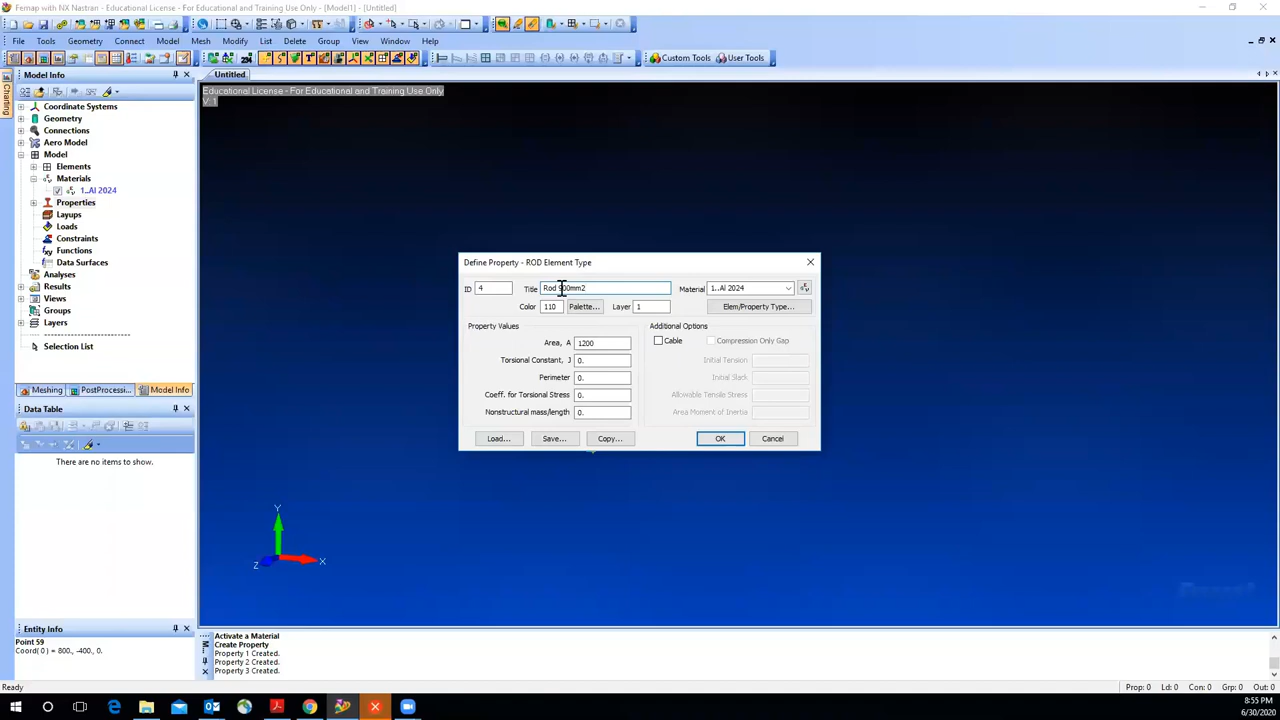 Femap with NX Nastran - Educational License - For Educational and Training Use Only - [Model1] - [Untitled]
File Tools Geometry Connect Model Mesh Modify List Delete Group View Window Help
Custom Tools User Tools
Model Info
Untitled
Charting
Educational License - For Educational and Training Use Only
V: 1
Coordinate Systems
Geometry
Connections
Aero Model
Model
Elements
Materials
1..Al 2024
Properties
Layups
Loads
Constraints
Functions
Data Surfaces
Analyses
Results
Views
Groups
Layers
Selection List
Meshing PostProcessi... Model Info
Data Table
There are no items to show.
Define Property - ROD Element Type
ID 4 Title Rod 900mm2 Material 1..Al 2024
Color 110 Palette... Layer 1 Elem/Property Type...
Property Values Additional Options
Area, A 1200 Cable Compression Only Gap
Torsional Constant, J 0. Initial Tension
Perimeter 0. Initial Slack
Coeff. for Torsional Stress 0. Allowable Tensile Stress
Nonstructural mass/length 0. Area Moment of Inertia
Load... Save... Copy... OK Cancel
Y
X
Z
Entity Info
Point 59
Coord( 0 ) = 800., -400., 0.
Activate a Material
Create Property
Property 1 Created.
Property 2 Created.
Property 3 Created.
Ready Prop: 0 Ld: 0 Con: 0 Grp: 0 Out: 0
8:55 PM
6/30/2020